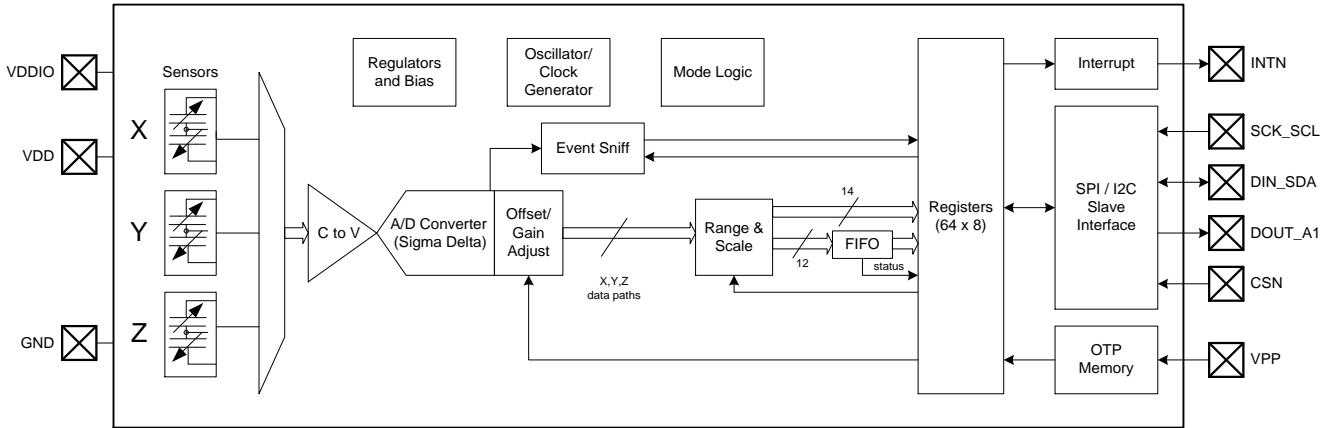 VDDIO
VDD
GND
Sensors
X
Y
Z
Regulators
and Bias
Oscillator/
Clock
Generator
Mode Logic
Event Sniff
C to V
A/D Converter
(Sigma Delta)
Offset/
Gain
Adjust
X,Y,Z
data paths
Range &
Scale
14
12
FIFO
status
Registers
(64 x 8)
Interrupt
SPI / I2C
Slave
Interface
OTP
Memory
INTN
SCK_SCL
DIN_SDA
DOUT_A1
CSN
VPP